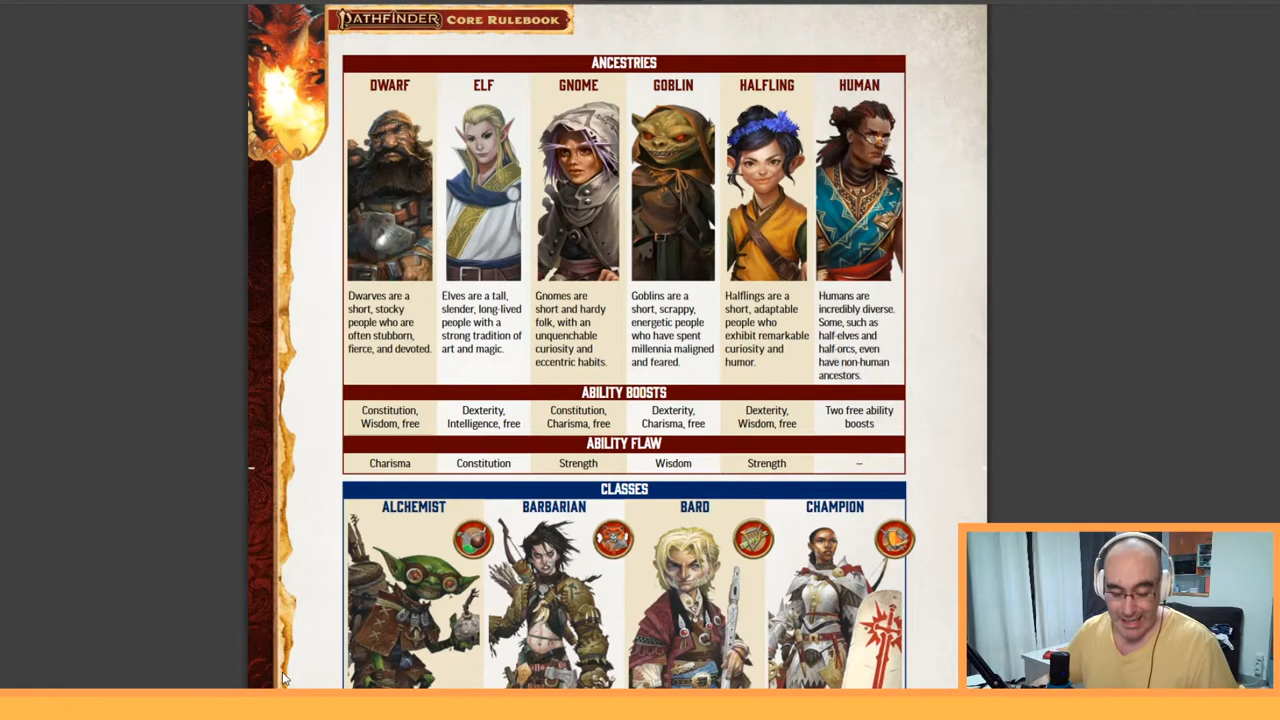 PATHFINDER CORE RULEBOOK
ANCESTRIES
DWARF ELF GNOME GOBLIN HALFLING HUMAN
Dwarves are a
short, stocky
people who are
often stubborn,
fierce, and devoted.
Elves are a tall,
slender, long-lived
people with a
strong tradition of
art and magic.
Gnomes are
short and hardy
folk, with an
unquenchable
curiosity and
eccentric habits.
Goblins are a
short, scrappy,
energetic people
who have spent
millennia maligned
and feared.
Halflings are a
short, adaptable
people who
exhibit remarkable
curiosity and
humor.
Humans are
incredibly diverse.
Some, such as
half-elves and
half-orcs, even
have non-human
ancestors.
ABILITY BOOSTS
Constitution,
Wisdom, free
Dexterity,
Intelligence, free
Constitution,
Charisma, free
Dexterity,
Charisma, free
Dexterity,
Wisdom, free
Two free ability
boosts
ABILITY FLAW
Charisma Constitution Strength Wisdom Strength —
CLASSES
ALCHEMIST BARBARIAN BARD CHAMPION